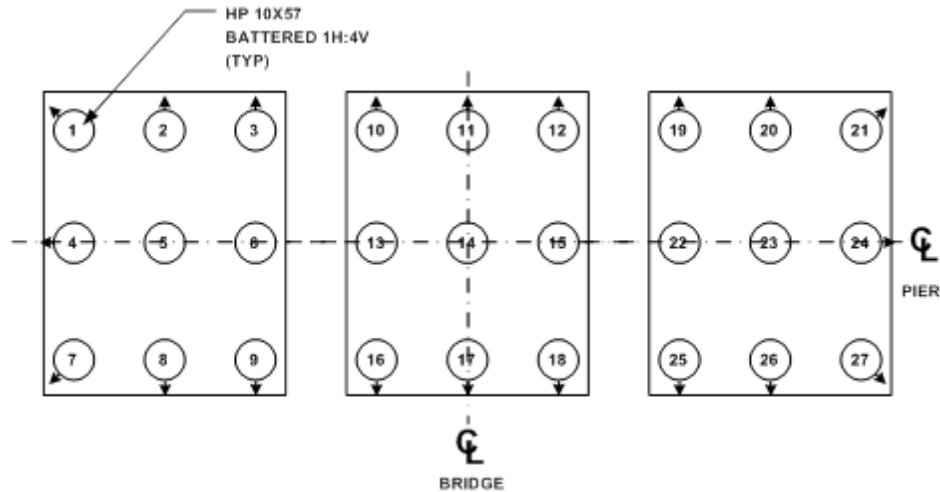 HP 10X57
BATTERED 1H:4V
(TYP)
1 2 3 10 11 12 19 20 21
4 5 6 13 14 15 22 23 24
℄
PIER
7 8 9 16 17 18 25 26 27
℄
BRIDGE